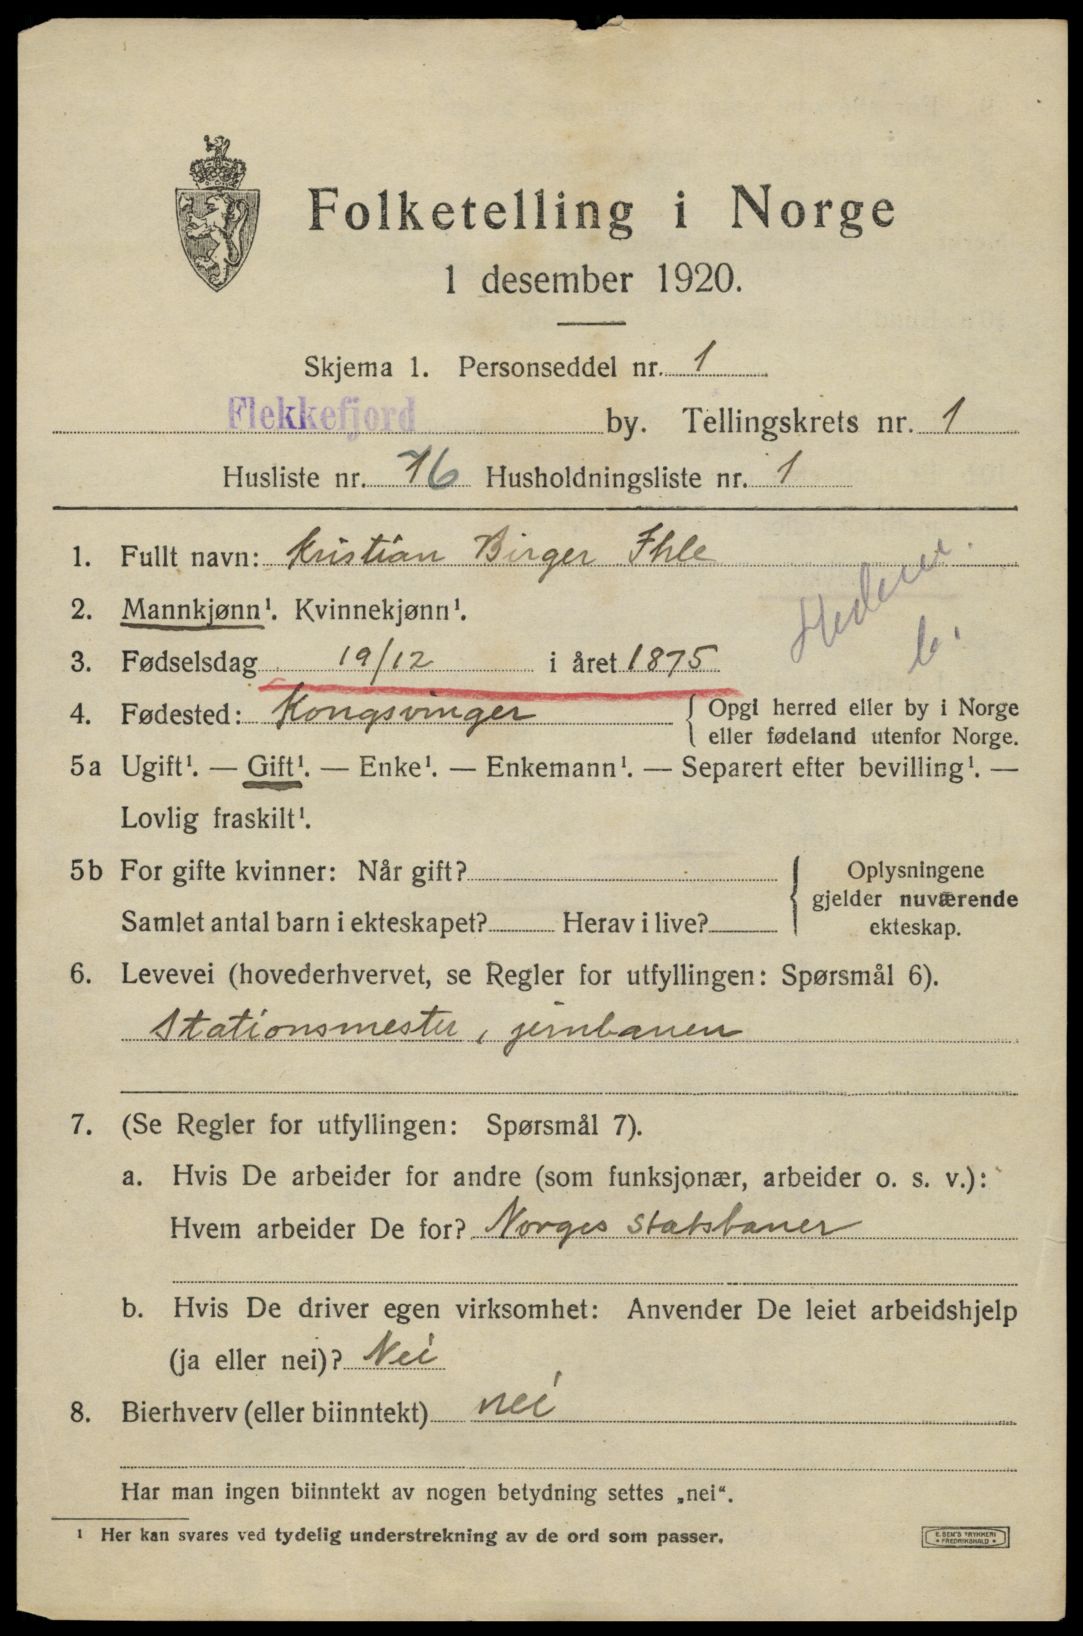 Folketelling i Norge
1 desember 1920.
Skjema 1. Personseddel nr. 1
Flekkefjord by. Tellingskrets nr. 1
Husliste nr. 76 Husholdningsliste nr. 1
1. Fullt navn: Kristian Birger Ihle
2. Mannkjønn¹. Kvinnekjønn¹.
Hedem. b.
3. Fødselsdag 19/12 i året 1875
4. Fødested: Kongsvinger { Opgi herred eller by i Norge
eller fødeland utenfor Norge.
5a Ugift¹. — Gift¹. — Enke¹. — Enkemann¹. — Separert efter bevilling¹. —
Lovlig fraskilt¹.
5b For gifte kvinner: Når gift? { Oplysningene
gjelder nuværende
Samlet antal barn i ekteskapet? Herav i live? ekteskap.
6. Levevei (hovederhvervet, se Regler for utfyllingen: Spørsmål 6).
Stationsmester, jernbanen
7. (Se Regler for utfyllingen: Spørsmål 7).
a. Hvis De arbeider for andre (som funksjonær, arbeider o. s. v.):
Hvem arbeider De for? Norges Statsbaner
b. Hvis De driver egen virksomhet: Anvender De leiet arbeidshjelp
(ja eller nei)? Nei
8. Bierhverv (eller biinntekt) nei
Har man ingen biinntekt av nogen betydning settes „nei“.
¹ Her kan svares ved tydelig understrekning av de ord som passer.
E. SEM'S TRYKKERI
* FREDRIKSHALD *